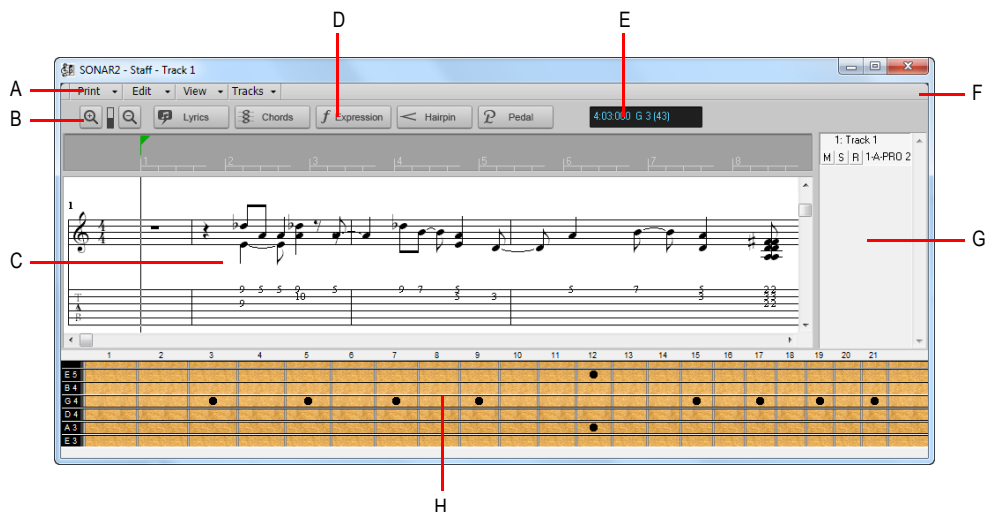 D E
SONAR2 - Staff - Track 1
A Print Edit View Tracks F
B Lyrics Chords f Expression Hairpin P Pedal 4:03:000 G 3 (43)
1 2 3 4 5 6 7 8
1: Track 1
M S R 1-A-PRO 2
1
4
4
C G
T
A
B
9 5 5 9 5 9 7 5 5 7 5 2 2
10 5 3 3 3 3
9 2 2
1 2 3 4 5 6 7 8 9 10 11 12 13 14 15 16 17 18 19 20 21
E 5
B 4
G 4
D 4
A 3
E 3
H